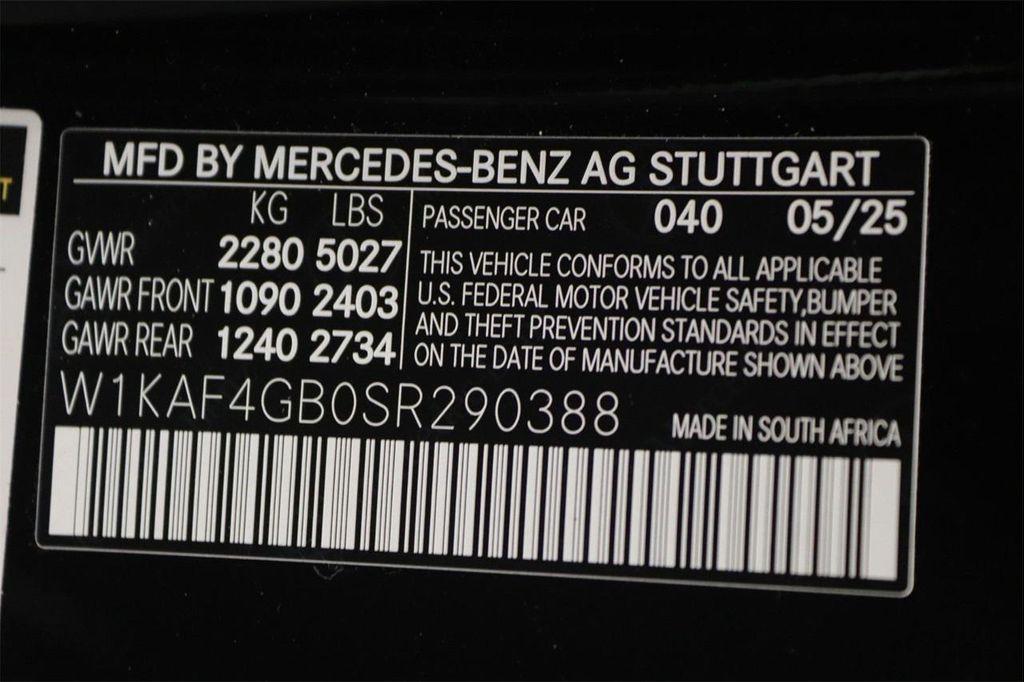 MFD BY MERCEDES-BENZ AG STUTTGART
KG LBS
GVWR 2280 5027
GAWR FRONT 1090 2403
GAWR REAR 1240 2734
PASSENGER CAR 040 05/25
THIS VEHICLE CONFORMS TO ALL APPLICABLE
U.S. FEDERAL MOTOR VEHICLE SAFETY,BUMPER
AND THEFT PREVENTION STANDARDS IN EFFECT
ON THE DATE OF MANUFACTURE SHOWN ABOVE
W1KAF4GB0SR290388
MADE IN SOUTH AFRICA
T